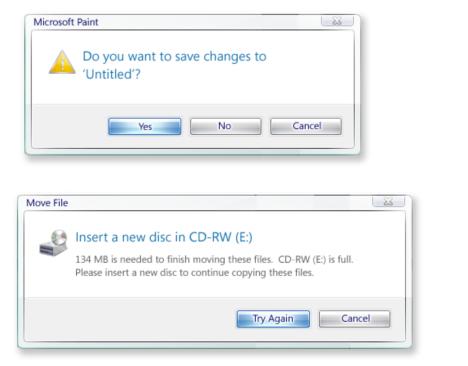 Microsoft Paint
Do you want to save changes to
'Untitled'?
Yes No Cancel
Move File
Insert a new disc in CD-RW (E:)
134 MB is needed to finish moving these files. CD-RW (E:) is full.
Please insert a new disc to continue copying these files.
Try Again Cancel